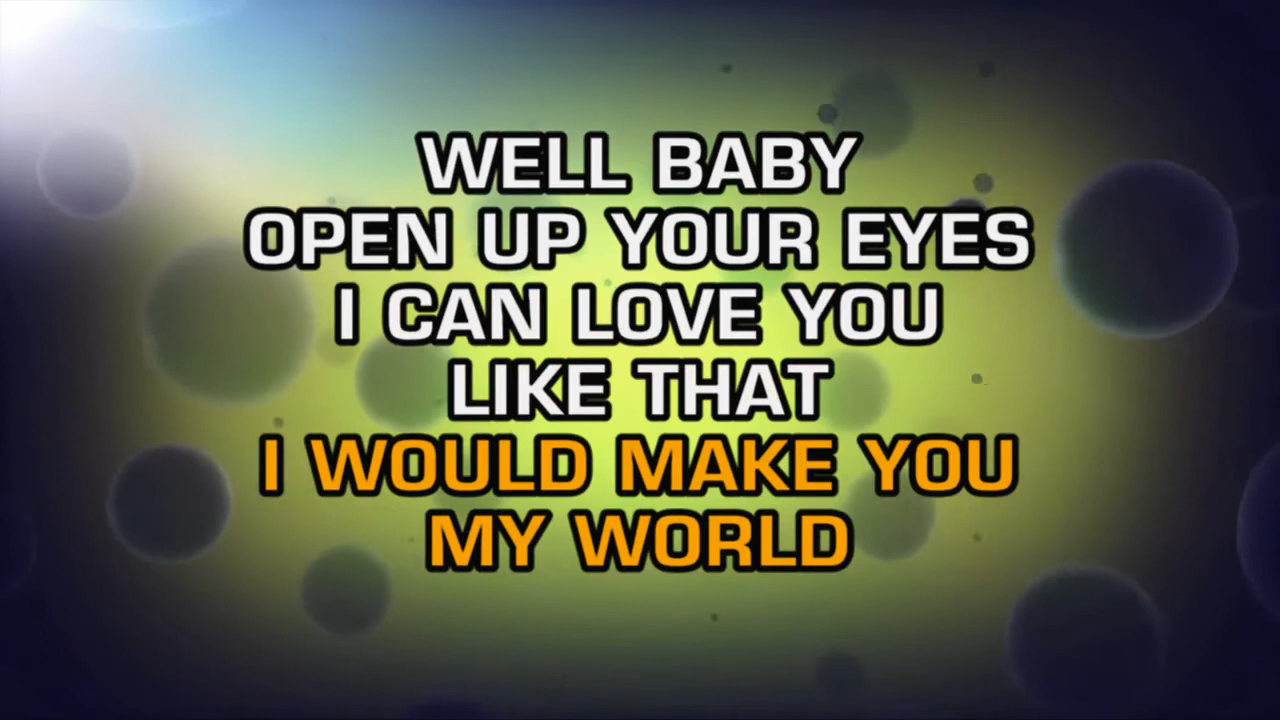 WELL BABY
OPEN UP YOUR EYES
I CAN LOVE YOU
LIKE THAT
I WOULD MAKE YOU
MY WORLD